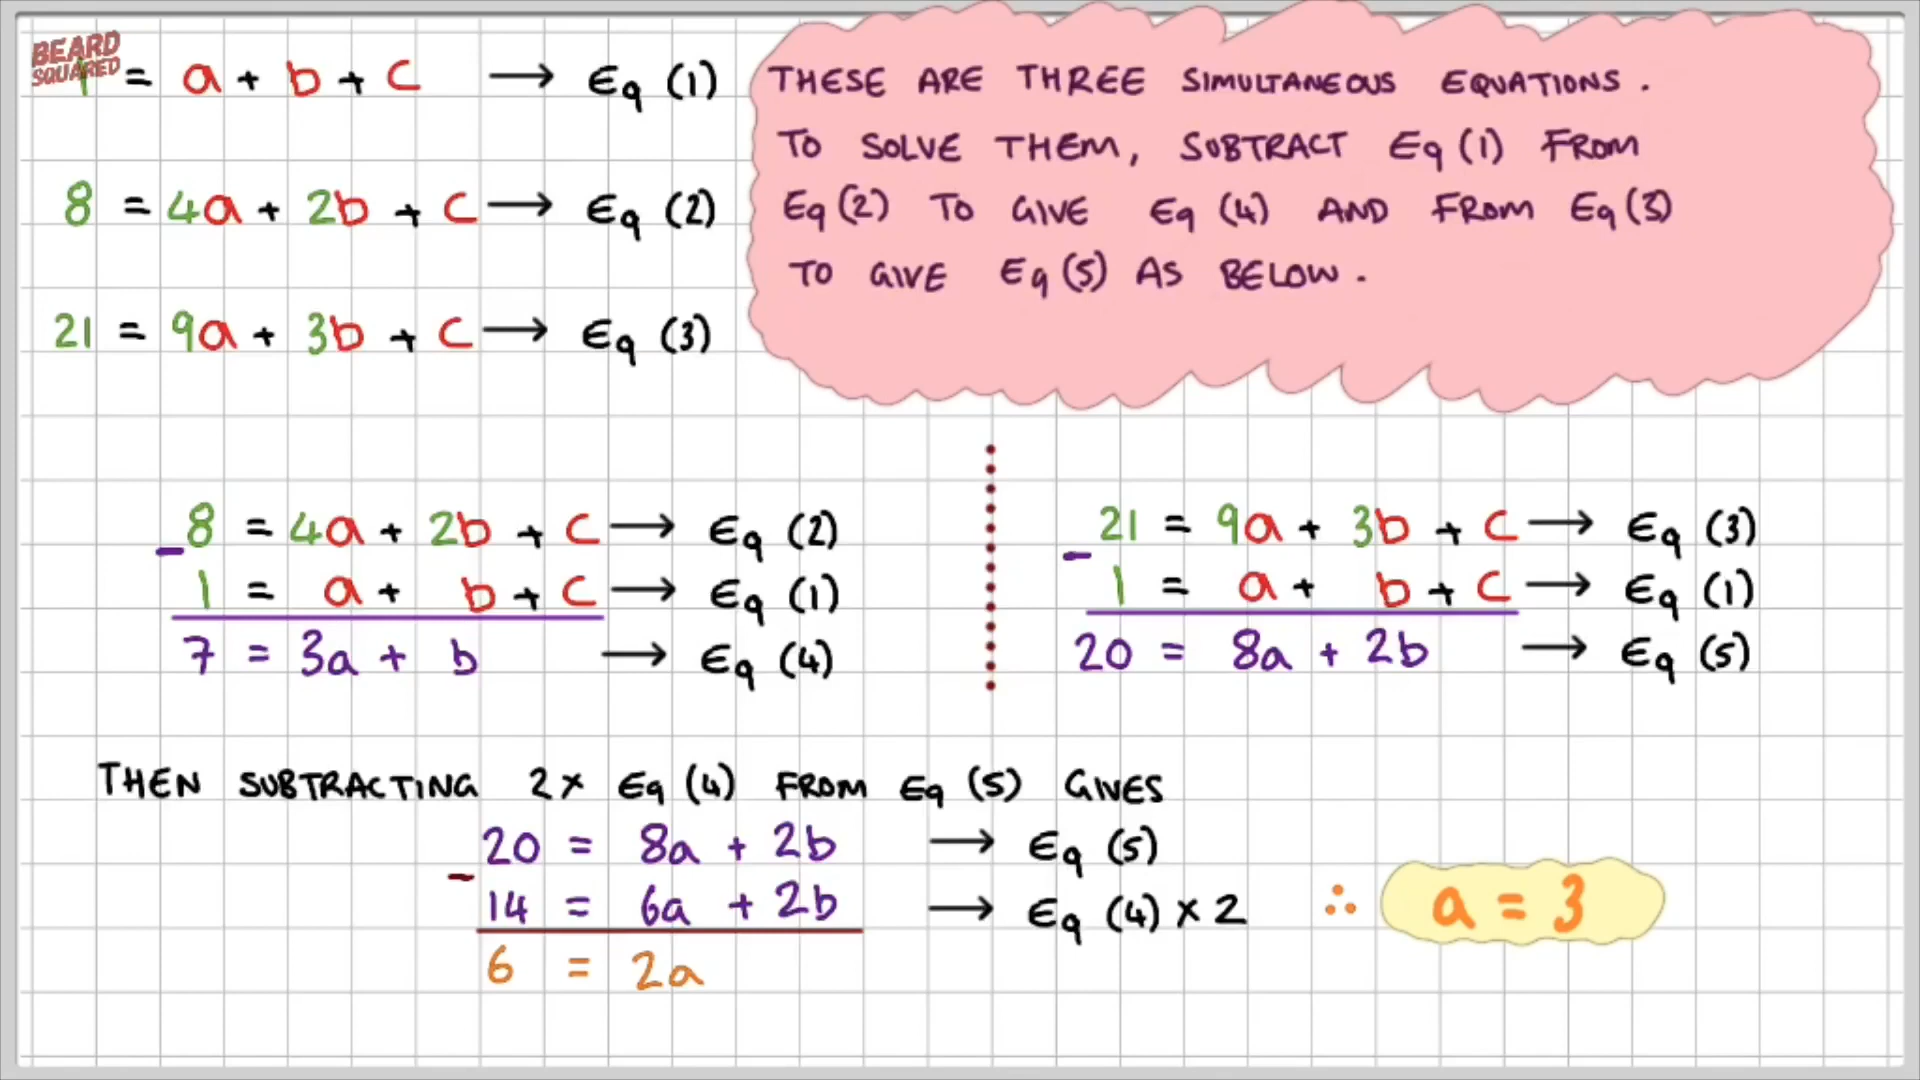 BEARD
SQUARED
1 = a + b + c → Eq (1)
8 = 4a + 2b + c → Eq (2)
21 = 9a + 3b + c → Eq (3)
THESE ARE THREE SIMULTANEOUS EQUATIONS.
TO SOLVE THEM, SUBTRACT Eq (1) FROM
Eq (2) TO GIVE Eq (4) AND FROM Eq (3)
TO GIVE Eq (5) AS BELOW.
8 = 4a + 2b + c → Eq (2)
-
1 = a + b + c → Eq (1)
7 = 3a + b → Eq (4)
21 = 9a + 3b + c → Eq (3)
-
1 = a + b + c → Eq (1)
20 = 8a + 2b → Eq (5)
THEN SUBTRACTING 2× Eq (4) FROM Eq (5) GIVES
20 = 8a + 2b → Eq (5)
-
14 = 6a + 2b → Eq (4) × 2
6 = 2a
∴ a = 3